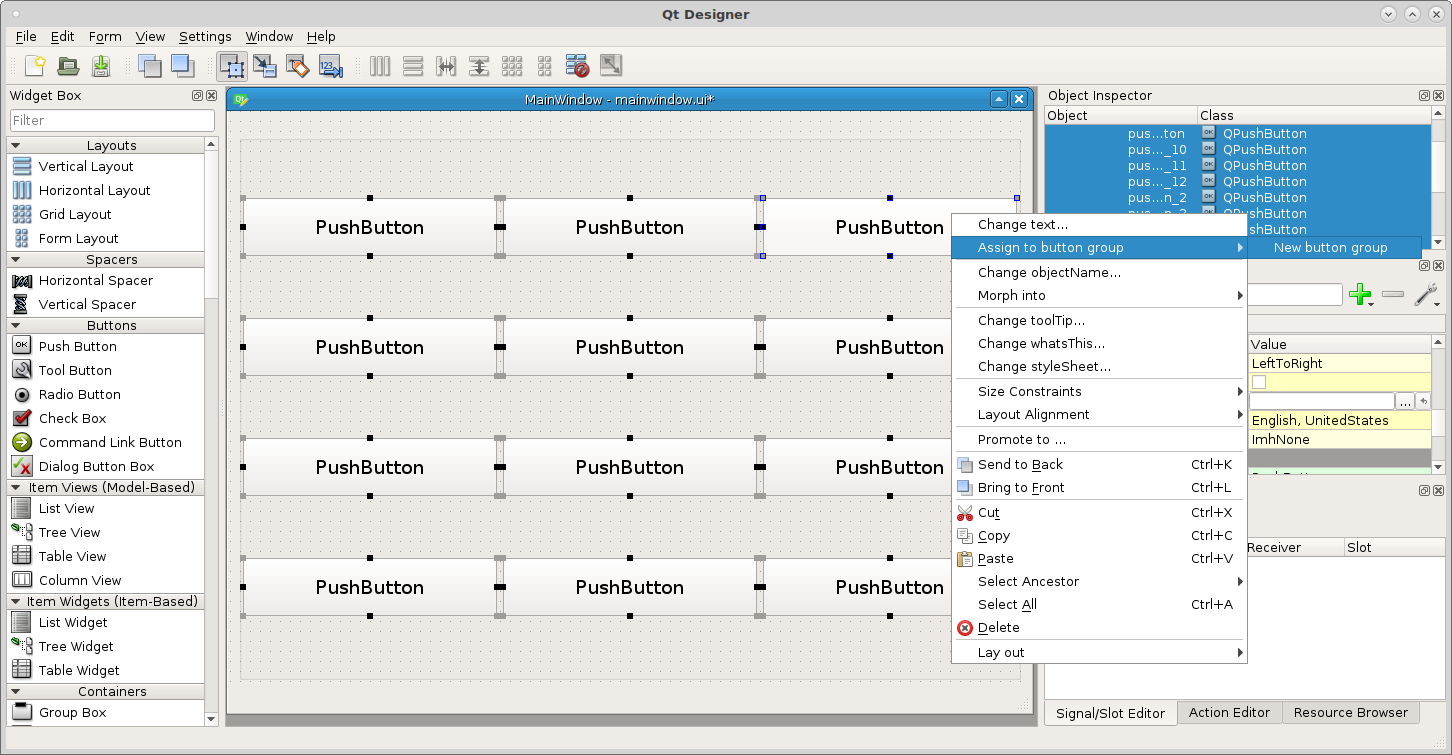 Qt Designer
File Edit Form View Settings Window Help
Widget Box
Filter
Layouts
Vertical Layout
Horizontal Layout
Grid Layout
Form Layout
Spacers
Horizontal Spacer
Vertical Spacer
Buttons
OK Push Button
Tool Button
Radio Button
Check Box
Command Link Button
Dialog Button Box
Item Views (Model-Based)
List View
Tree View
Table View
Column View
Item Widgets (Item-Based)
List Widget
Tree Widget
Table Widget
Containers
Group Box
MainWindow - mainwindow.ui*
PushButton PushButton PushButton
PushButton PushButton PushButton
PushButton PushButton PushButton
PushButton PushButton PushButton
Change text...
Assign to button group
New button group
Change objectName...
Morph into
Change toolTip...
Change whatsThis...
Change styleSheet...
Size Constraints
Layout Alignment
Promote to ...
Send to Back Ctrl+K
Bring to Front Ctrl+L
Cut Ctrl+X
Copy Ctrl+C
Paste Ctrl+V
Select Ancestor
Select All Ctrl+A
Delete
Lay out
Object Inspector
Object Class
pus...ton OK QPushButton
pus..._10 OK QPushButton
pus..._11 OK QPushButton
pus..._12 OK QPushButton
pus...n_2 OK QPushButton
QPushButton
shButton
Value
LeftToRight
...
English, UnitedStates
ImhNone
Receiver Slot
Signal/Slot Editor Action Editor Resource Browser